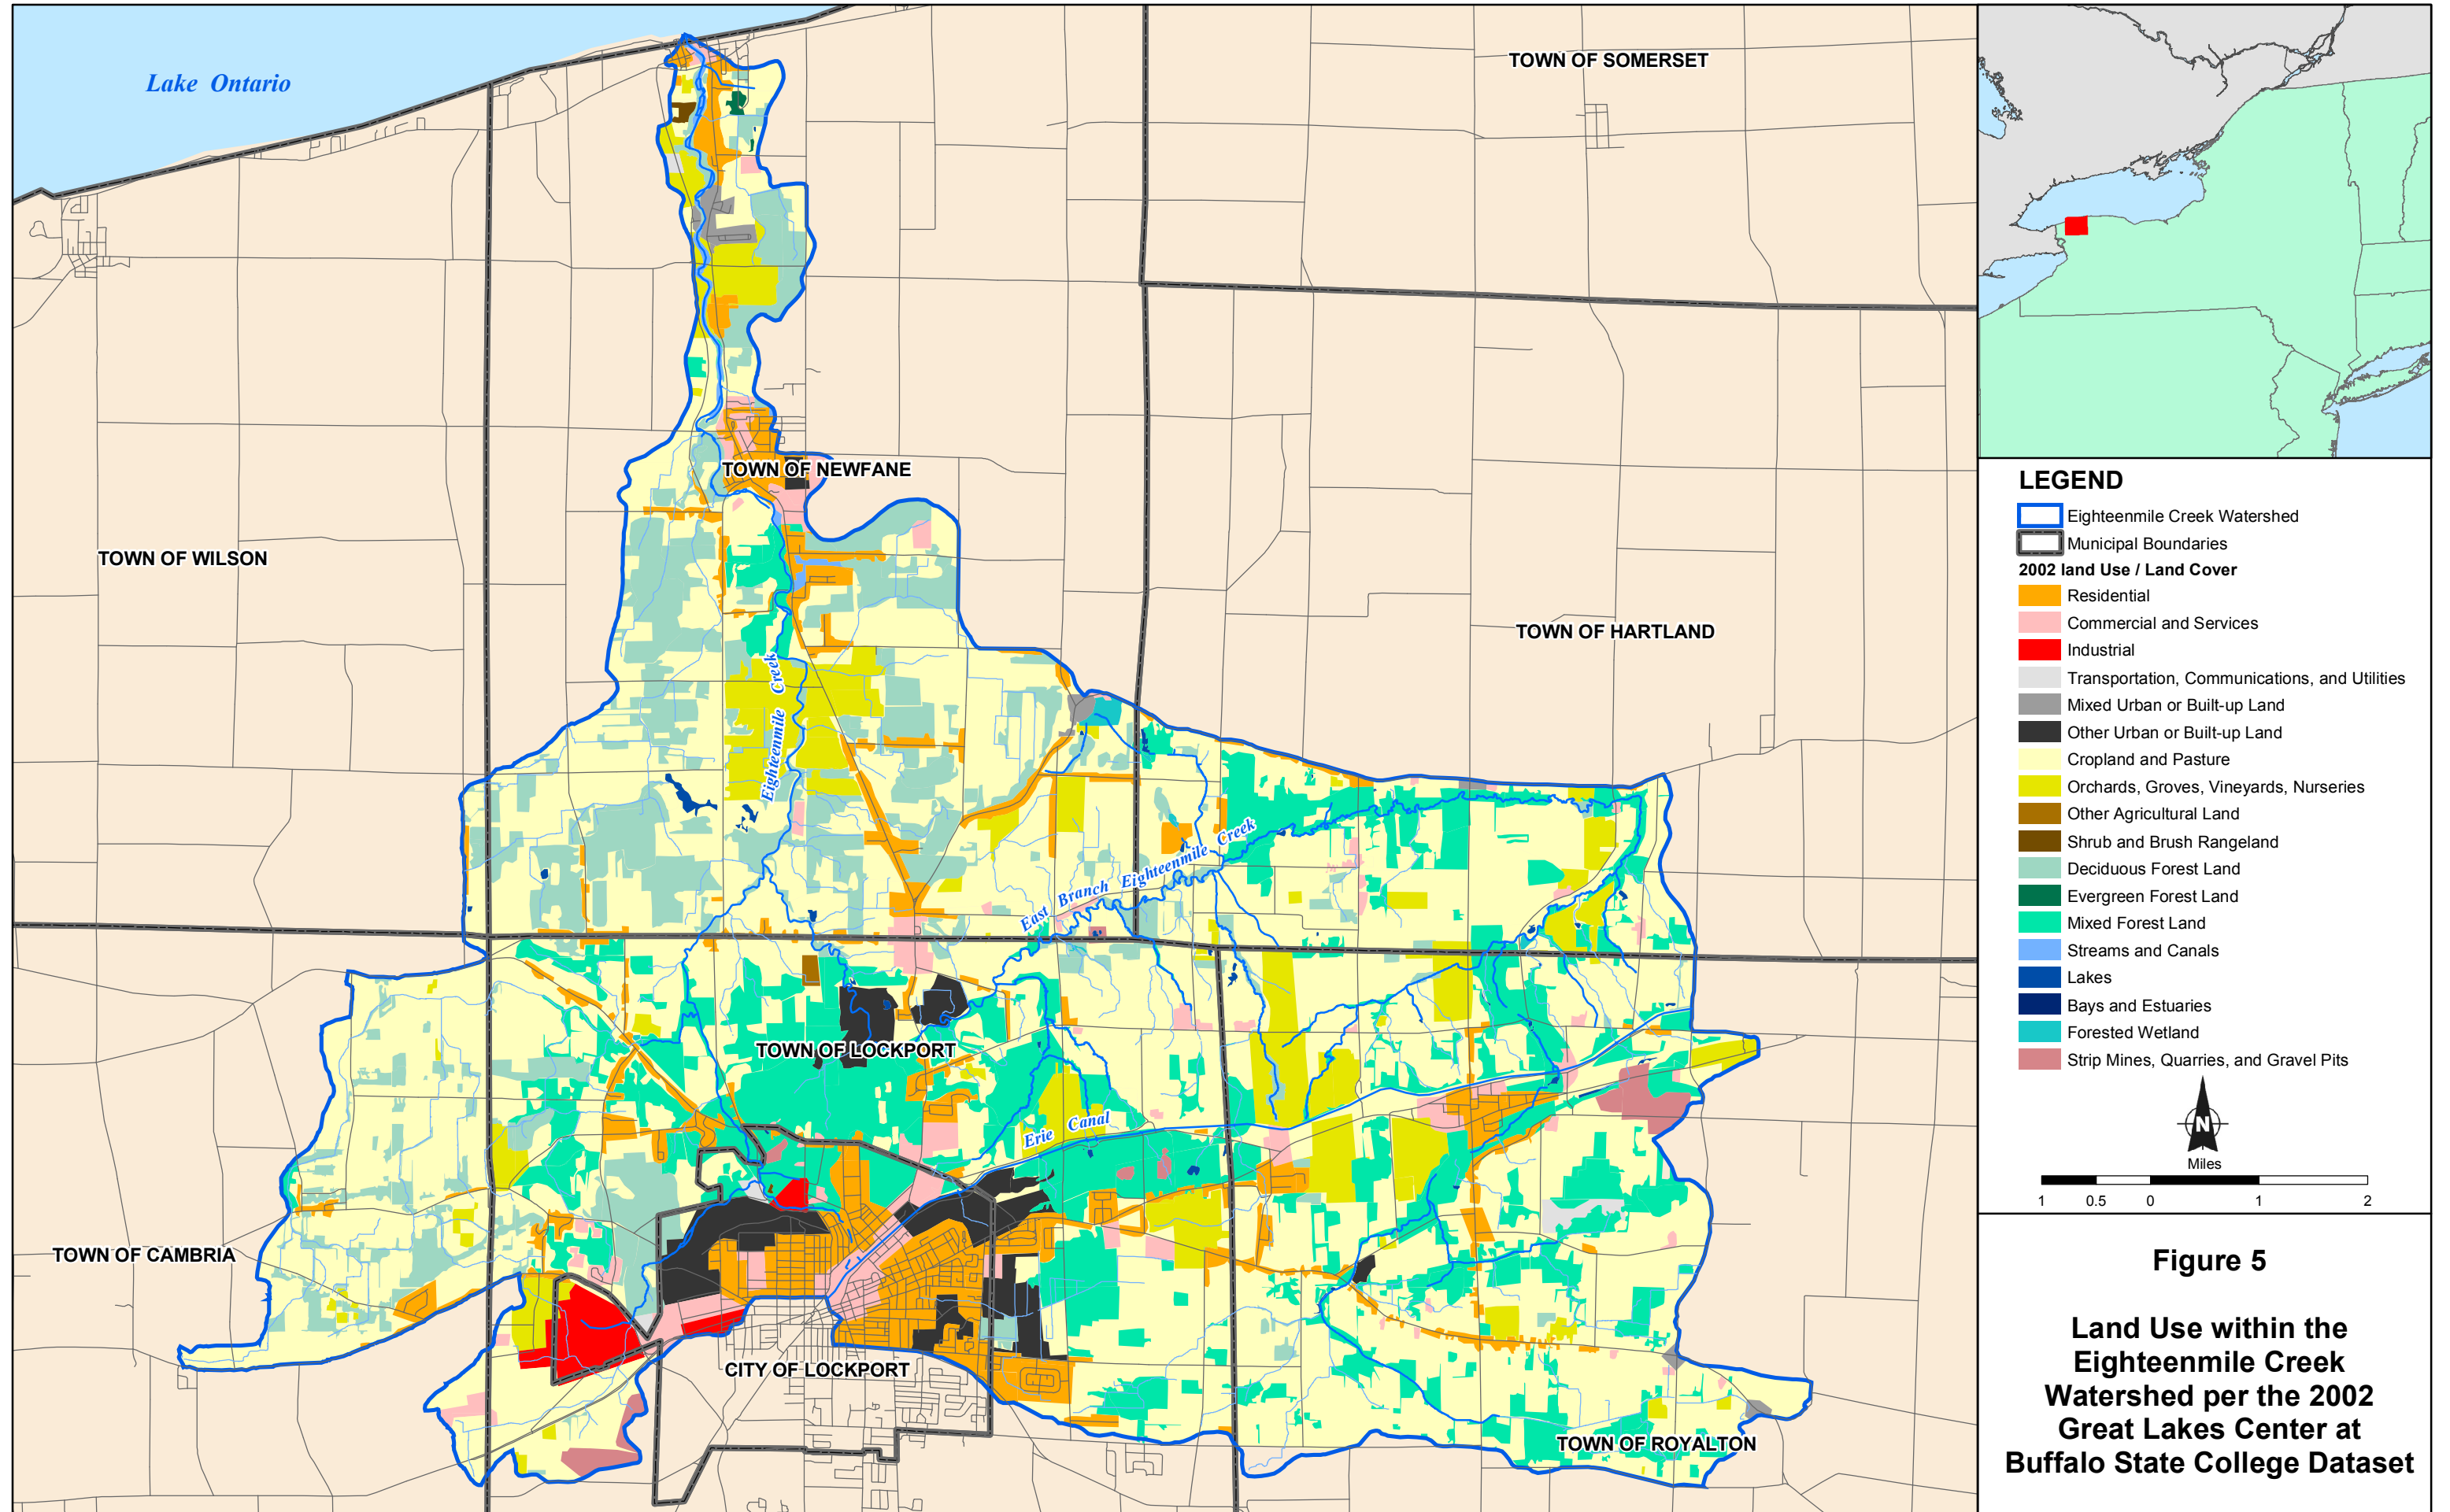 Lake Ontario
TOWN OF SOMERSET
TOWN OF NEWFANE
TOWN OF WILSON
TOWN OF HARTLAND
Eighteenmile Creek
East Branch Eighteenmile Creek
TOWN OF LOCKPORT
Erie Canal
TOWN OF CAMBRIA
CITY OF LOCKPORT
TOWN OF ROYALTON
LEGEND
Eighteenmile Creek Watershed
Municipal Boundaries
2002 land Use / Land Cover
Residential
Commercial and Services
Industrial
Transportation, Communications, and Utilities
Mixed Urban or Built-up Land
Other Urban or Built-up Land
Cropland and Pasture
Orchards, Groves, Vineyards, Nurseries
Other Agricultural Land
Shrub and Brush Rangeland
Deciduous Forest Land
Evergreen Forest Land
Mixed Forest Land
Streams and Canals
Lakes
Bays and Estuaries
Forested Wetland
Strip Mines, Quarries, and Gravel Pits
N
Miles
1 0.5 0 1 2
Figure 5
Land Use within the
Eighteenmile Creek
Watershed per the 2002
Great Lakes Center at
Buffalo State College Dataset